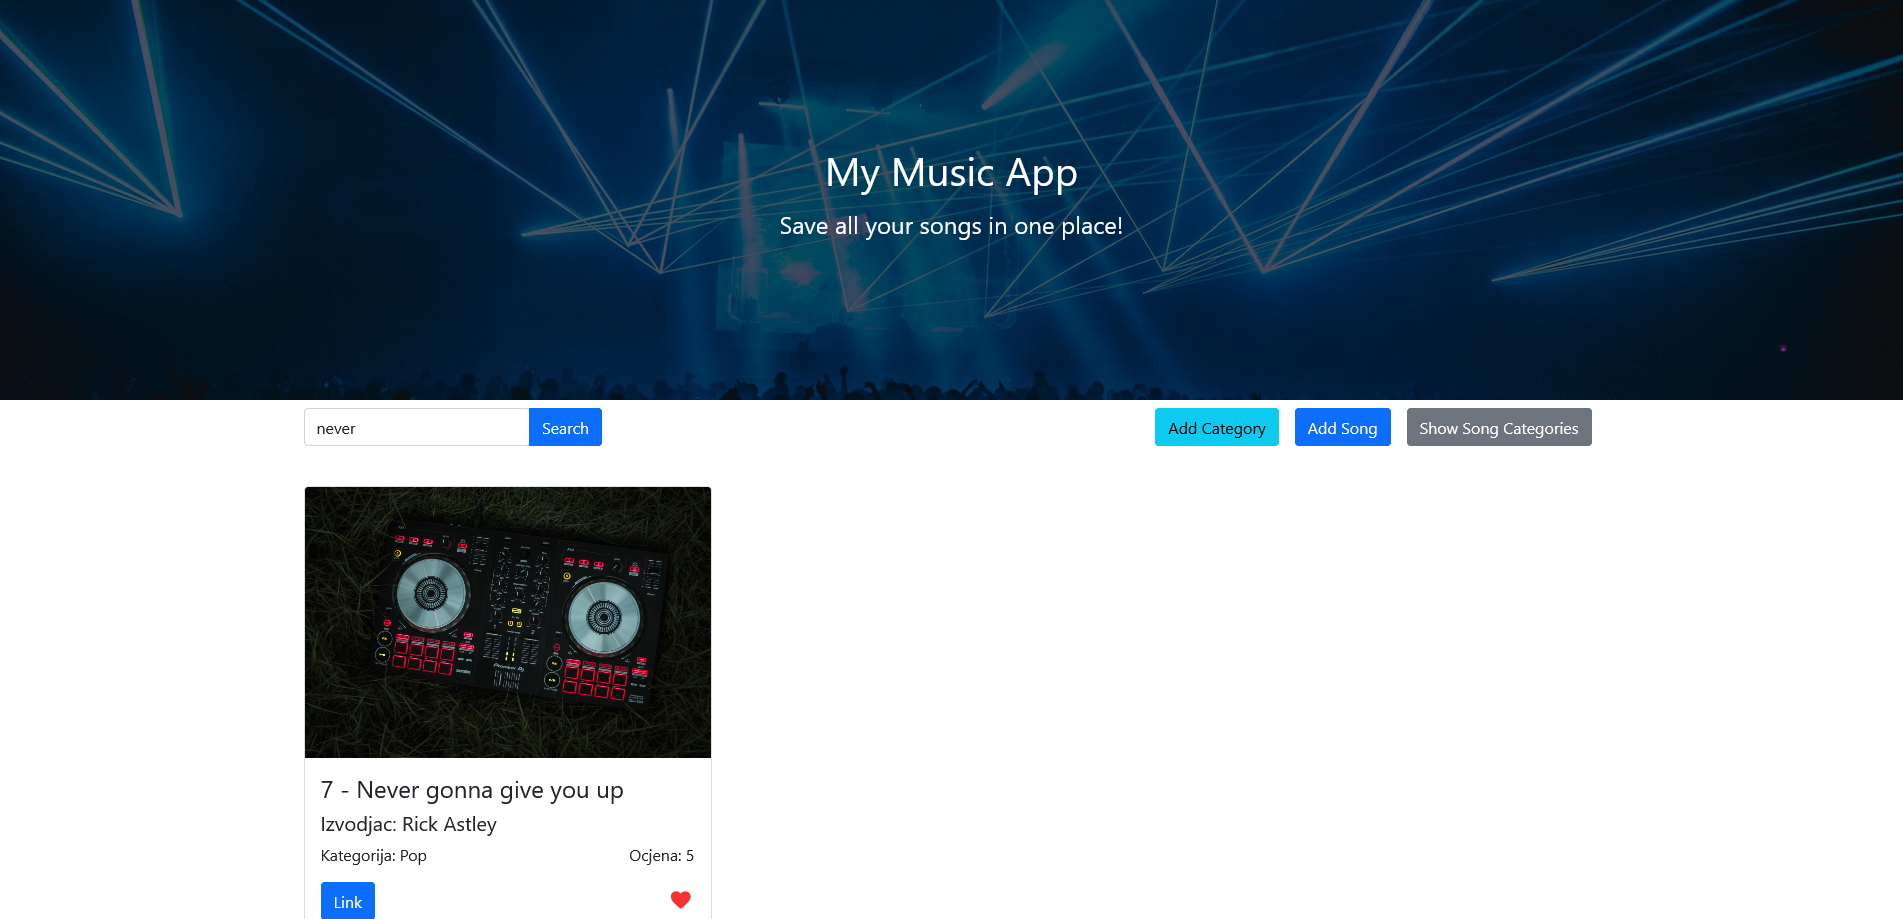 My Music App
Save all your songs in one place!
never
Search
Add Category
Add Song
Show Song Categories
7 - Never gonna give you up
Izvodjac: Rick Astley
Kategorija: Pop
Ocjena: 5
Link